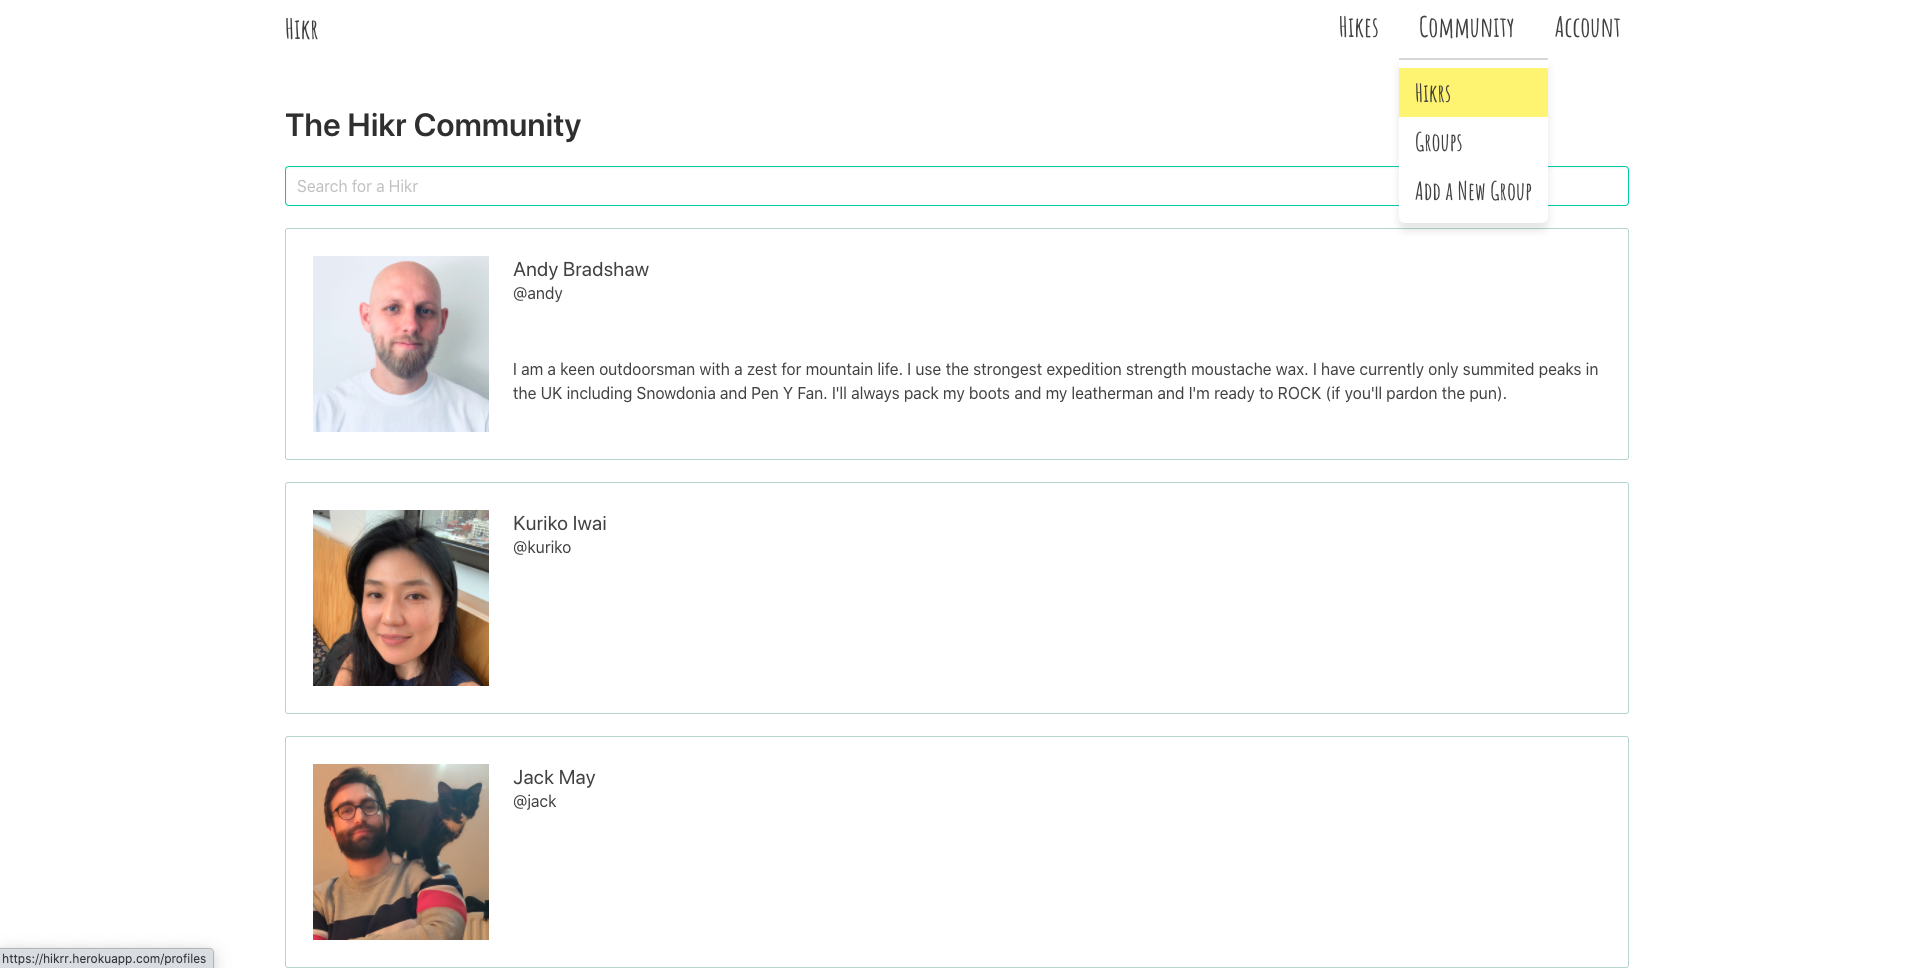 Hikr
Hikes Community Account
Hikrs
Groups
Add a New Group
The Hikr Community
Search for a Hikr
Andy Bradshaw
@andy
I am a keen outdoorsman with a zest for mountain life. I use the strongest expedition strength moustache wax. I have currently only summited peaks in
the UK including Snowdonia and Pen Y Fan. I'll always pack my boots and my leatherman and I'm ready to ROCK (if you'll pardon the pun).
Kuriko Iwai
@kuriko
Jack May
@jack
https://hikrr.herokuapp.com/profiles